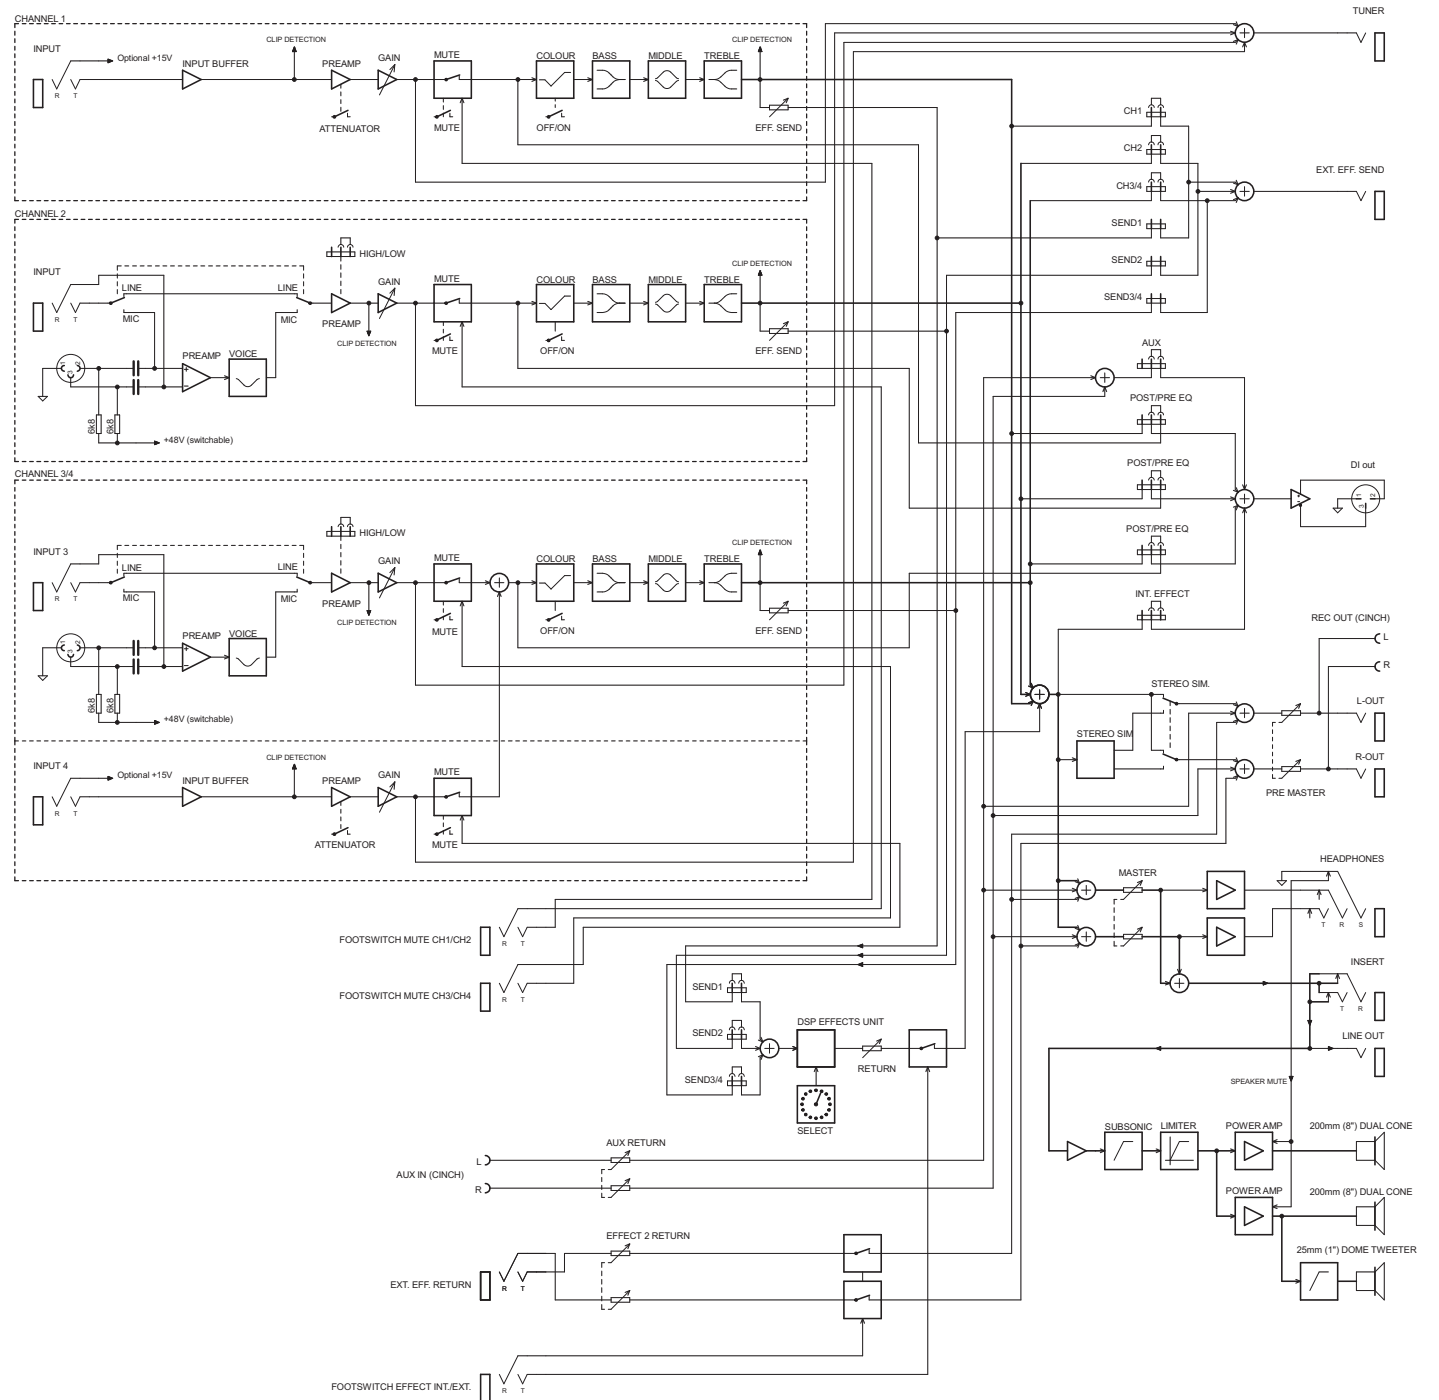 CHANNEL 1
TUNER
INPUT
Optional +15V
CLIP DETECTION
INPUT BUFFER
PREAMP
GAIN
MUTE
COLOUR
BASS
MIDDLE
TREBLE
CLIP DETECTION
R T
ATTENUATOR
MUTE
OFF/ON
EFF. SEND
CH1
CH2
CH3/4
SEND1
SEND2
SEND3/4
EXT. EFF. SEND
CHANNEL 2
INPUT
HIGH/LOW
LINE
LINE
MIC
MIC
GAIN
MUTE
COLOUR
BASS
MIDDLE
TREBLE
CLIP DETECTION
R T
PREAMP
CLIP DETECTION
MUTE
OFF/ON
EFF. SEND
1 2 3
PREAMP
VOICE
+
−
6k8
6k8
+48V (switchable)
AUX
POST/PRE EQ
POST/PRE EQ
POST/PRE EQ
INT. EFFECT
DI out
+
-
1 2 3
CHANNEL 3/4
INPUT 3
HIGH/LOW
LINE
LINE
MIC
MIC
GAIN
MUTE
COLOUR
BASS
MIDDLE
TREBLE
CLIP DETECTION
R T
PREAMP
CLIP DETECTION
MUTE
OFF/ON
EFF. SEND
1 2 3
PREAMP
VOICE
+
−
6k8
6k8
+48V (switchable)
REC OUT (CINCH)
L
R
STEREO SIM.
L-OUT
STEREO SIM
R-OUT
PRE MASTER
INPUT 4
Optional +15V
CLIP DETECTION
INPUT BUFFER
PREAMP
GAIN
MUTE
R T
ATTENUATOR
MUTE
MASTER
HEADPHONES
T R S
FOOTSWITCH MUTE CH1/CH2
R T
FOOTSWITCH MUTE CH3/CH4
R T
INSERT
T R
SEND1
SEND2
SEND3/4
DSP EFFECTS UNIT
RETURN
SELECT
LINE OUT
SPEAKER MUTE
SUBSONIC
LIMITER
POWER AMP
200mm (8") DUAL CONE
POWER AMP
200mm (8") DUAL CONE
25mm (1") DOME TWEETER
AUX RETURN
L
AUX IN (CINCH)
R
EFFECT 2 RETURN
EXT. EFF. RETURN
R T
FOOTSWITCH EFFECT INT./EXT.
R T